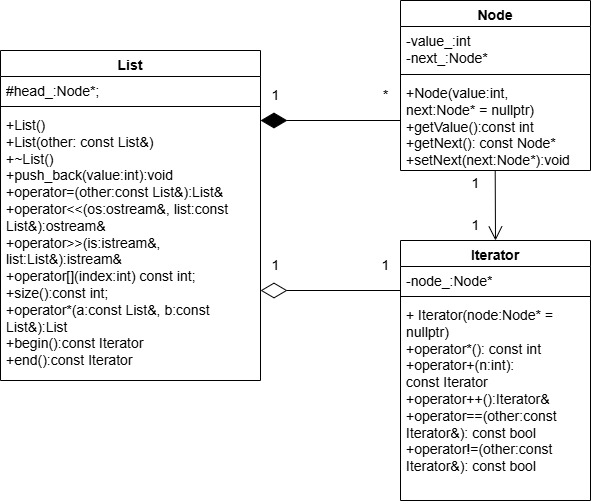 Node
-value_:int
-next_:Node*
+Node(value:int,
next:Node* = nullptr)
+getValue():const int
+getNext(): const Node*
+setNext(next:Node*):void
List
#head_:Node*;
+List()
+List(other: const List&)
+~List()
+push_back(value:int):void
+operator=(other:const List&):List&
+operator<<(os:ostream&, list:const
List&):ostream&
+operator>>(is:istream&,
list:List&):istream&
+operator[](index:int) const int;
+size():const int;
+operator*(a:const List&, b:const
List&):List
+begin():const Iterator
+end():const Iterator
1
*
1
1
1
1
Iterator
-node_:Node*
+ Iterator(node:Node* =
nullptr)
+operator*(): const int
+operator+(n:int):
const Iterator
+operator++():Iterator&
+operator==(other:const
Iterator&): const bool
+operator!=(other:const
Iterator&): const bool